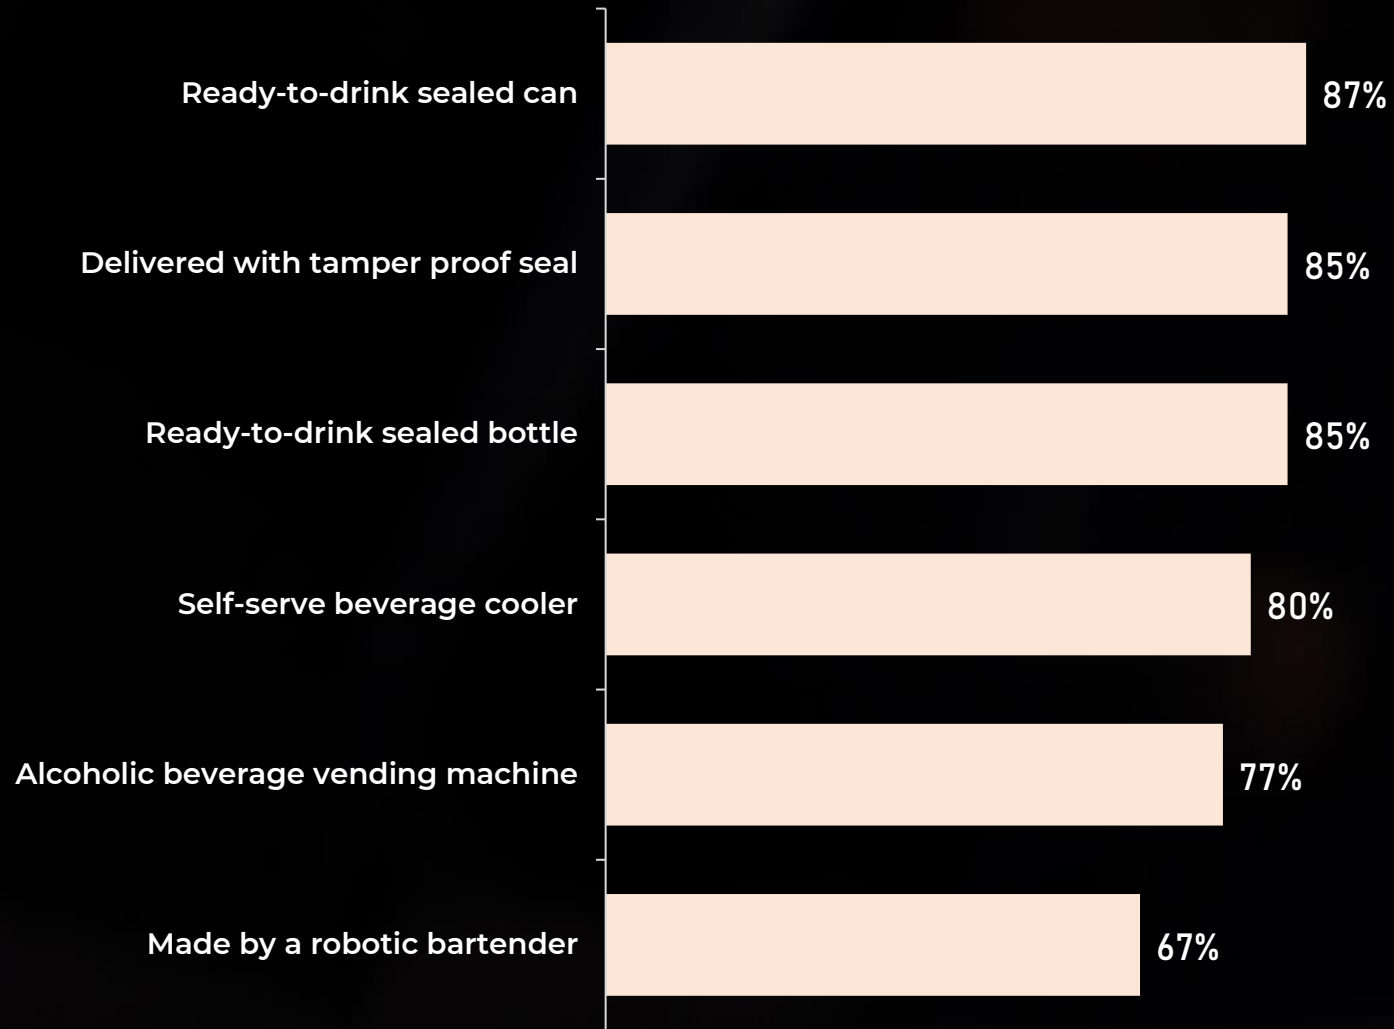 Ready-to-drink sealed can 87%
Delivered with tamper proof seal 85%
Ready-to-drink sealed bottle 85%
Self-serve beverage cooler 80%
Alcoholic beverage vending machine 77%
Made by a robotic bartender 67%